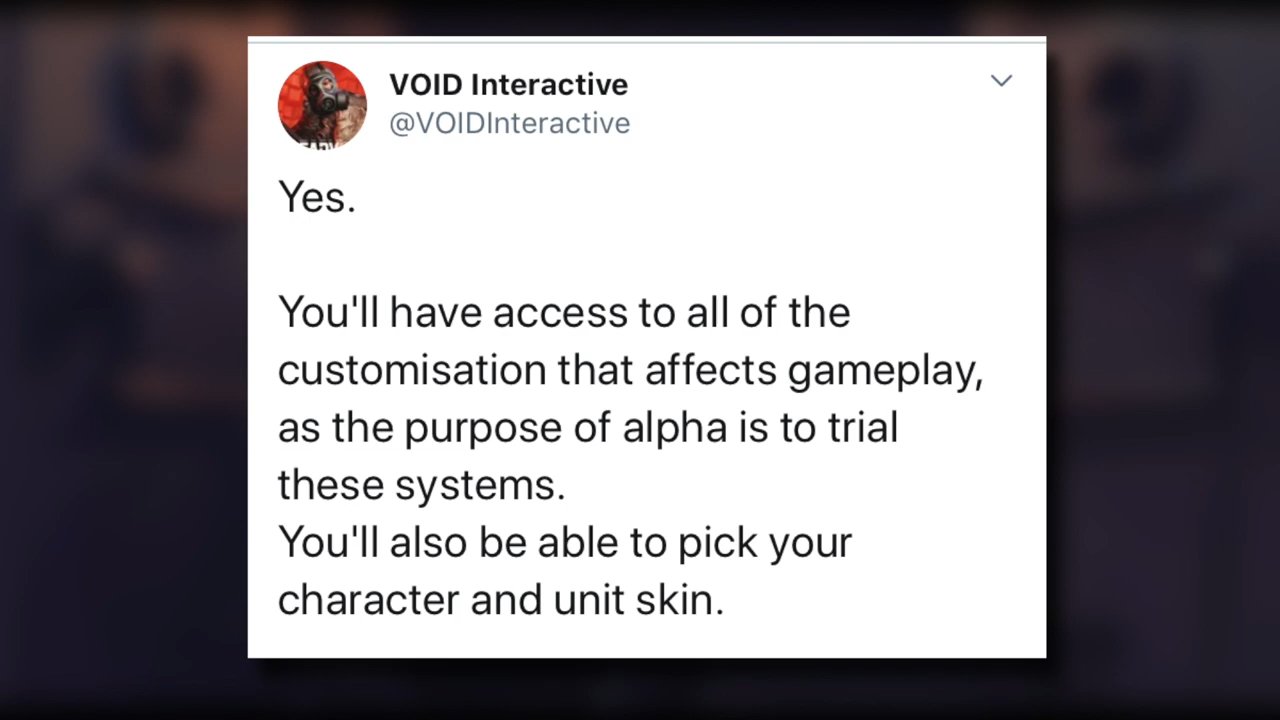 VOID Interactive
@VOIDInteractive
Yes.
You'll have access to all of the
customisation that affects gameplay,
as the purpose of alpha is to trial
these systems.
You'll also be able to pick your
character and unit skin.